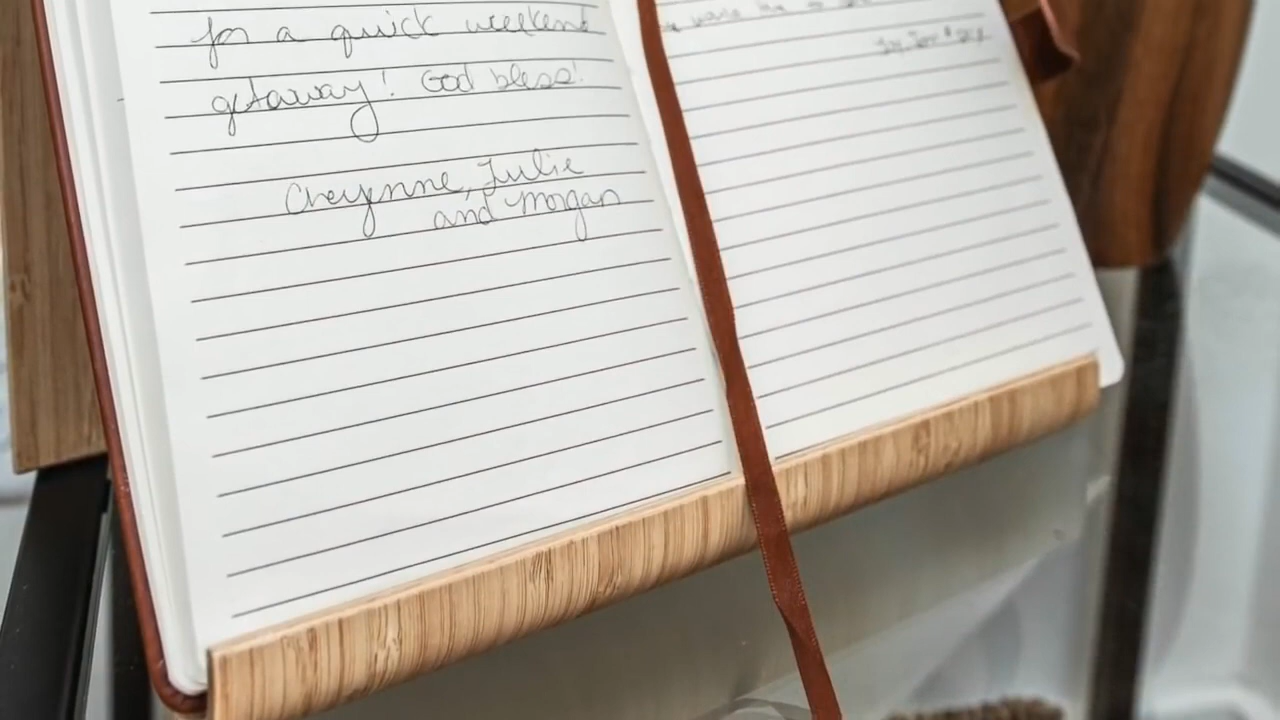 for a quick weekend
getaway! God bless!
Cheyenne, Julie
and Morgan